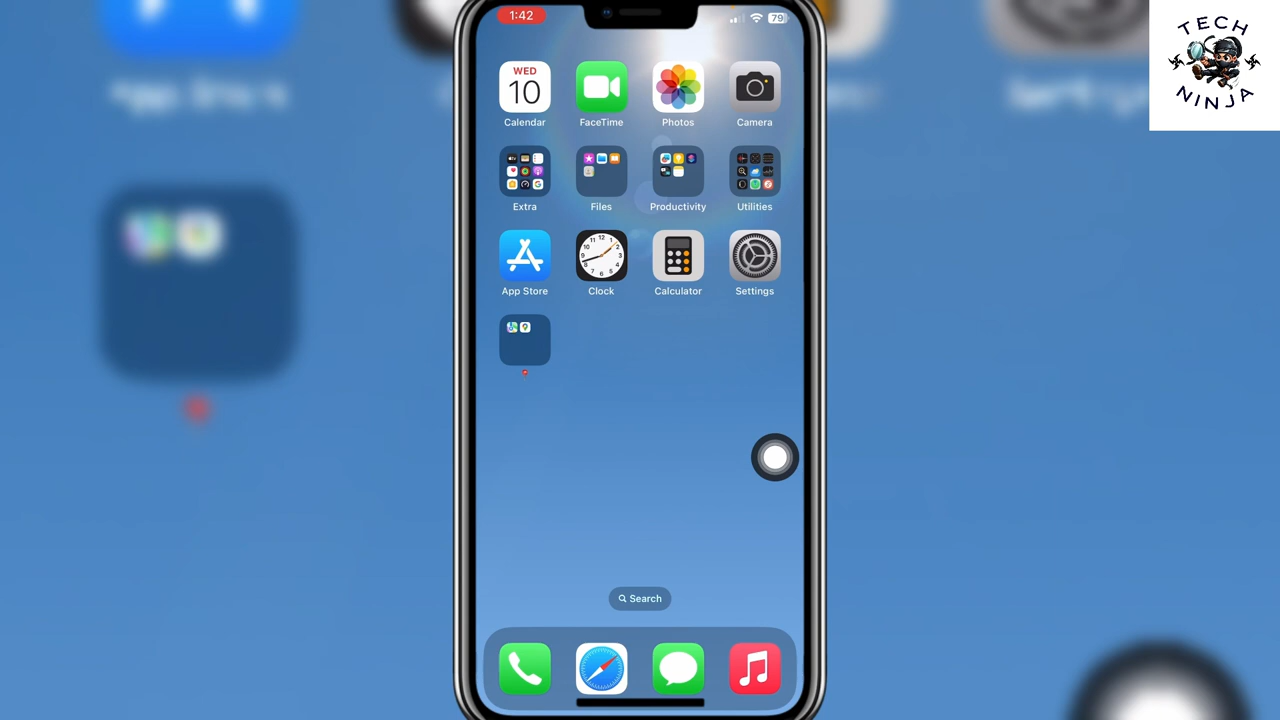 1:42
79
TECH
NINJA
WED
10
Calendar
FaceTime
Photos
Camera
Extra
Files
Productivity
Utilities
App Store
Clock
Calculator
Settings
Search